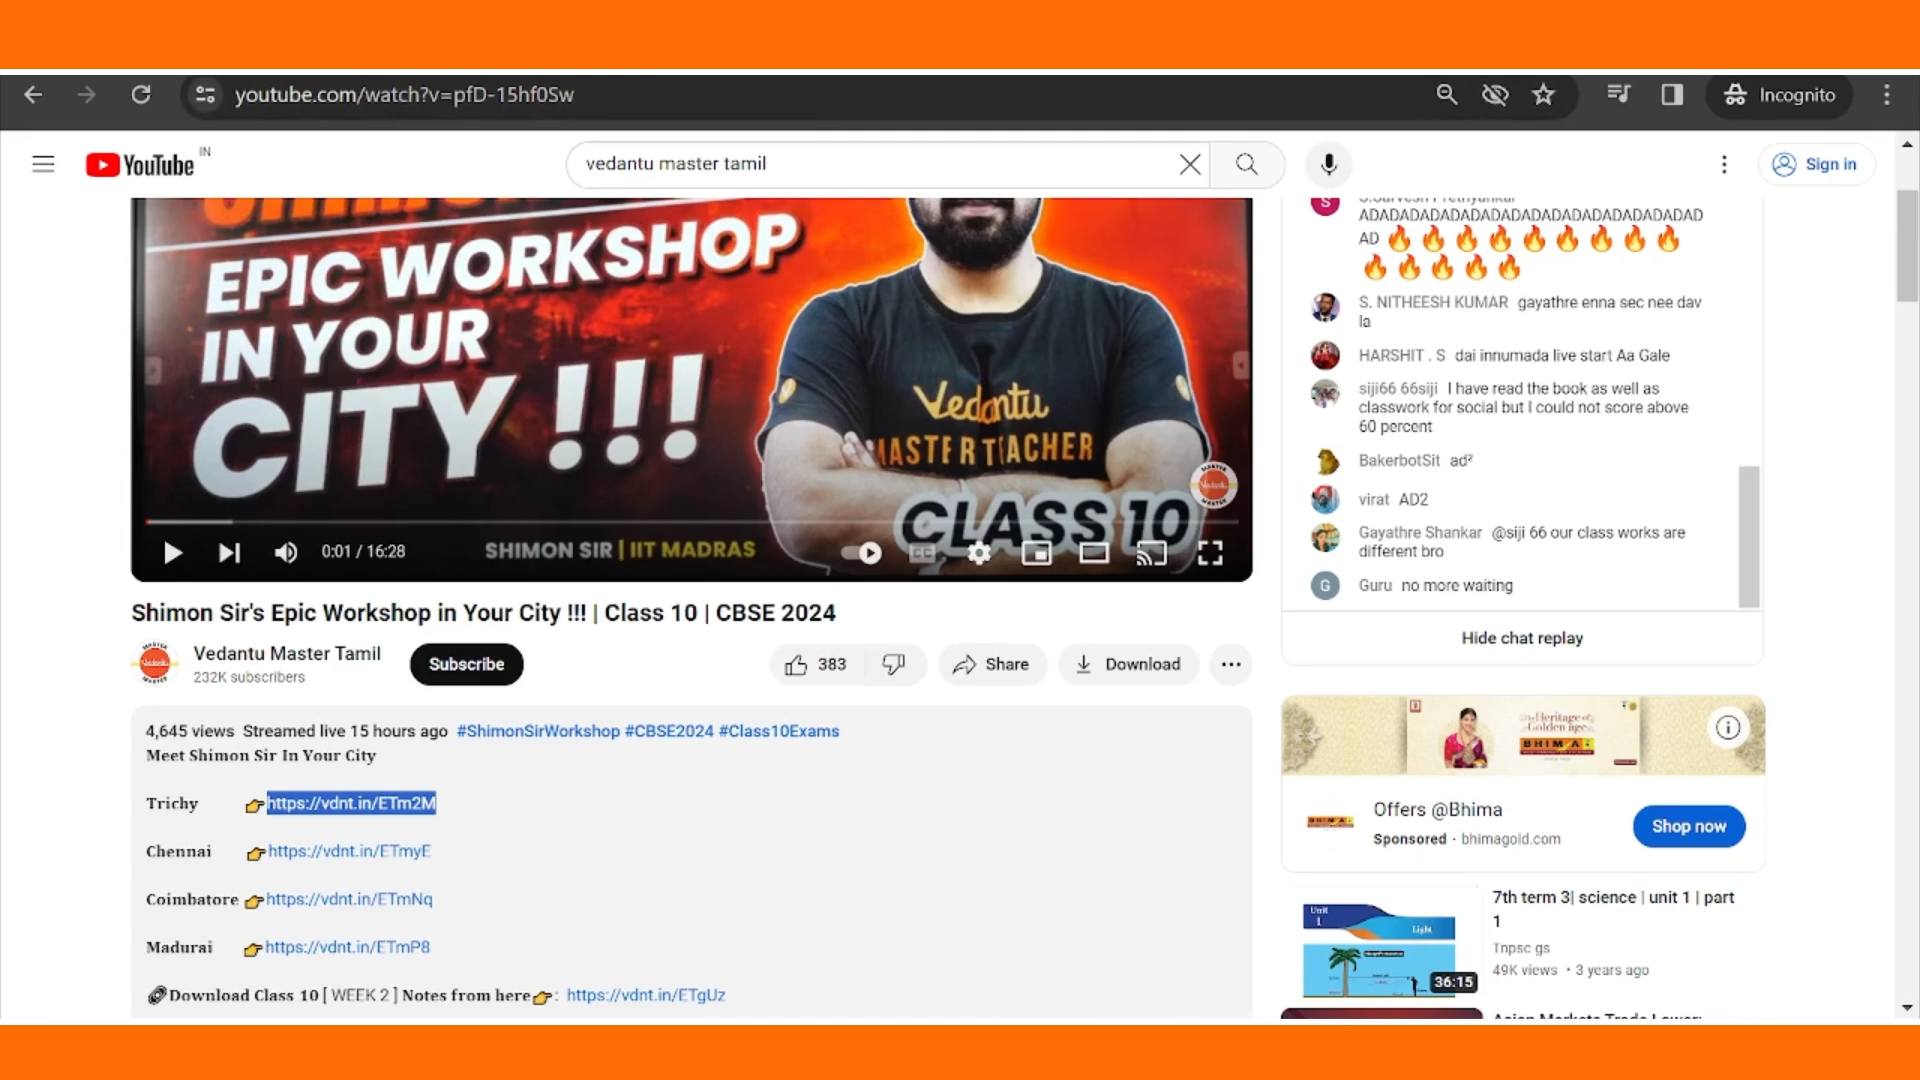 youtube.com/watch?v=pfD-15hf0Sw
Incognito
YouTube IN
vedantu master tamil
Sign in
EPIC WORKSHOP
IN YOUR
CITY !!!
Vedantu
MASTER TEACHER
CLASS 10
0:01 / 16:28
SHIMON SIR | IIT MADRAS
CC
Shimon Sir's Epic Workshop in Your City !!! | Class 10 | CBSE 2024
Vedantu Master Tamil
232K subscribers
Subscribe
383
Share
Download
4,645 views Streamed live 15 hours ago #ShimonSirWorkshop #CBSE2024 #Class10Exams
Meet Shimon Sir In Your City
Trichy 👉https://vdnt.in/ETm2M
Chennai 👉https://vdnt.in/ETmyE
Coimbatore 👉https://vdnt.in/ETmNq
Madurai 👉https://vdnt.in/ETmP8
🗞Download Class 10 [ WEEK 2 ] Notes from here👉: https://vdnt.in/ETgUz
S
ADADADADADADADADADADADADADADADAD
AD 🔥🔥🔥🔥🔥🔥🔥🔥🔥
🔥🔥🔥🔥🔥
S. NITHEESH KUMAR gayathre enna sec nee dav
la
HARSHIT . S dai innumada live start Aa Gale
siji66 66siji I have read the book as well as
classwork for social but I could not score above
60 percent
BakerbotSit ad²
virat AD2
Gayathre Shankar @siji 66 our class works are
different bro
G
Guru no more waiting
Hide chat replay
Heritage of
Golden age
BHIMA
Offers @Bhima
Sponsored · bhimagold.com
Shop now
Unit
1
Light
36:15
7th term 3| science | unit 1 | part
1
Tnpsc gs
49K views • 3 years ago